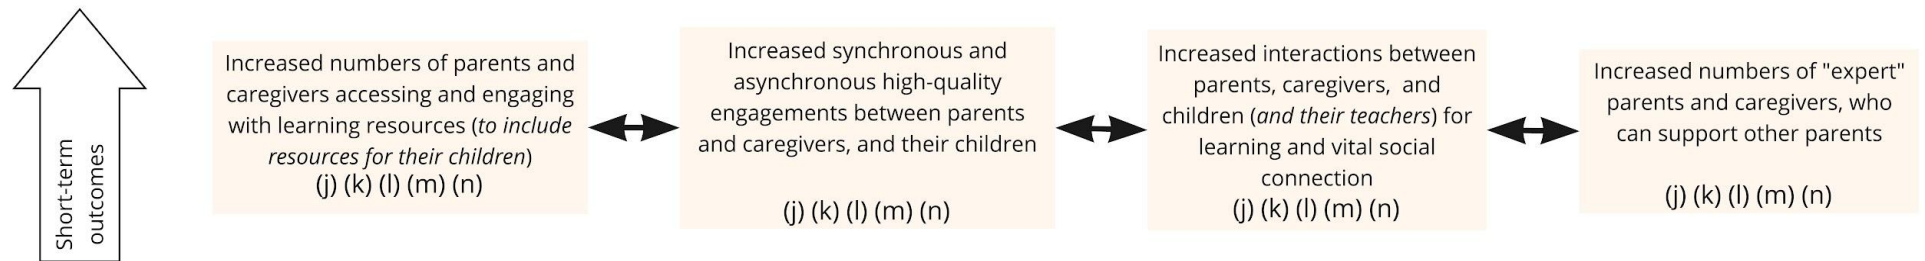 Short-term
outcomes
Increased numbers of parents and
caregivers accessing and engaging
with learning resources (to include
resources for their children)
(j) (k) (l) (m) (n)
Increased synchronous and
asynchronous high-quality
engagements between parents
and caregivers, and their children
(j) (k) (l) (m) (n)
Increased interactions between
parents, caregivers, and
children (and their teachers) for
learning and vital social
connection
(j) (k) (l) (m) (n)
Increased numbers of "expert"
parents and caregivers, who
can support other parents
(j) (k) (l) (m) (n)